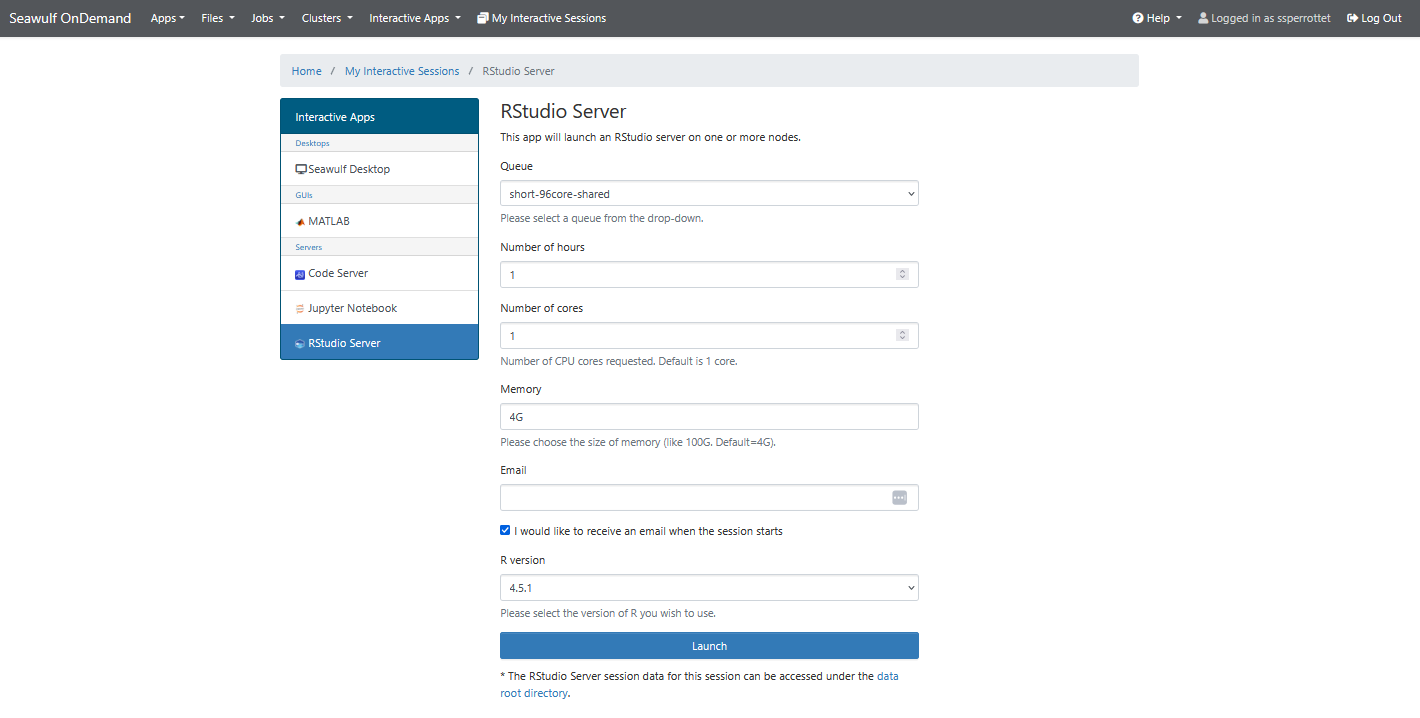 Seawulf OnDemand Apps Files Jobs Clusters Interactive Apps My Interactive Sessions Help Logged in as ssperrottet Log Out
Home / My Interactive Sessions / RStudio Server
Interactive Apps
Desktops
Seawulf Desktop
GUIs
MATLAB
Servers
Code Server
Jupyter Notebook
RStudio Server
RStudio Server
This app will launch an RStudio server on one or more nodes.
Queue
short-96core-shared
Please select a queue from the drop-down.
Number of hours
1
Number of cores
1
Number of CPU cores requested. Default is 1 core.
Memory
4G
Please choose the size of memory (like 100G. Default=4G).
Email
I would like to receive an email when the session starts
R version
4.5.1
Please select the version of R you wish to use.
Launch
* The RStudio Server session data for this session can be accessed under the data
root directory.